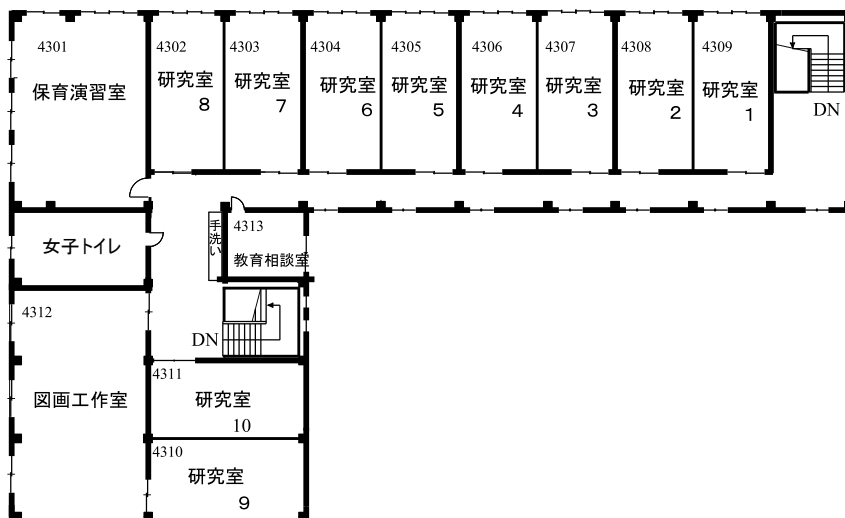 4301
保育演習室
4302
研究室
8
4303
研究室
7
4304
研究室
6
4305
研究室
5
4306
研究室
4
4307
研究室
3
4308
研究室
2
4309
研究室
1
DN
女子トイレ
手洗い
4313
教育相談室
4312
図画工作室
DN
4311
研究室
10
4310
研究室
9